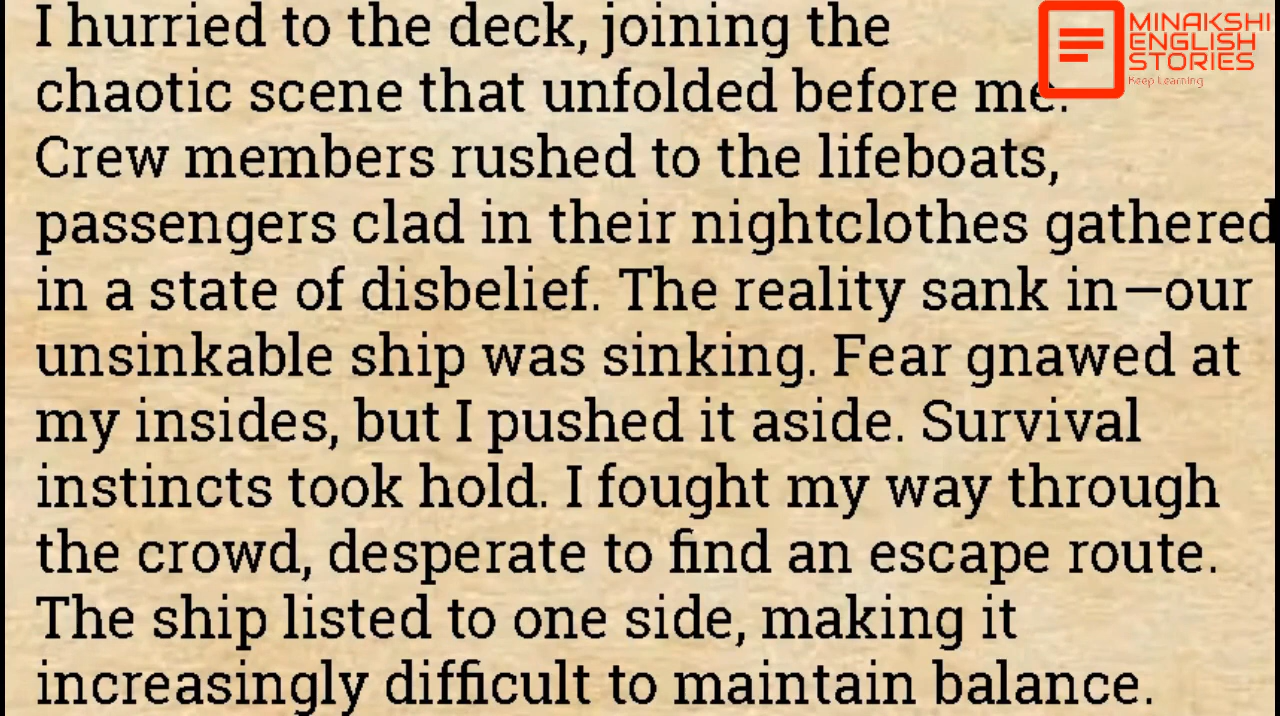 I hurried to the deck, joining the
chaotic scene that unfolded before me.
Crew members rushed to the lifeboats,
passengers clad in their nightclothes gathered
in a state of disbelief. The reality sank in—our
unsinkable ship was sinking. Fear gnawed at
my insides, but I pushed it aside. Survival
instincts took hold. I fought my way through
the crowd, desperate to find an escape route.
The ship listed to one side, making it
increasingly difficult to maintain balance.
MINAKSHI
ENGLISH
STORIES
Keep Learning